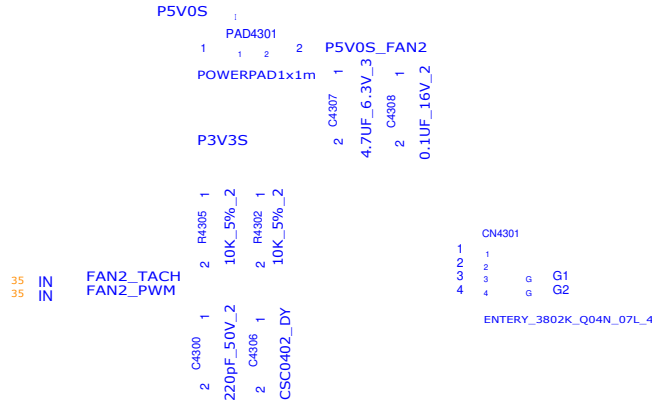 P5V0S
I
PAD4301
1 1 2 2
P5V0S_FAN2
POWERPAD1x1m
1 C4307 2
4.7UF_6.3V_3
1 C4308 2
0.1UF_16V_2
P3V3S
1 R4305 2
10K_5%_2
1 R4302 2
10K_5%_2
CN4301
1 1
2 2
3 3 G G1
4 4 G G2
ENTERY_3802K_Q04N_07L_4
35 IN FAN2_TACH
35 IN FAN2_PWM
1 C4300 2
220pF_50V_2
1 C4306 2
CSC0402_DY